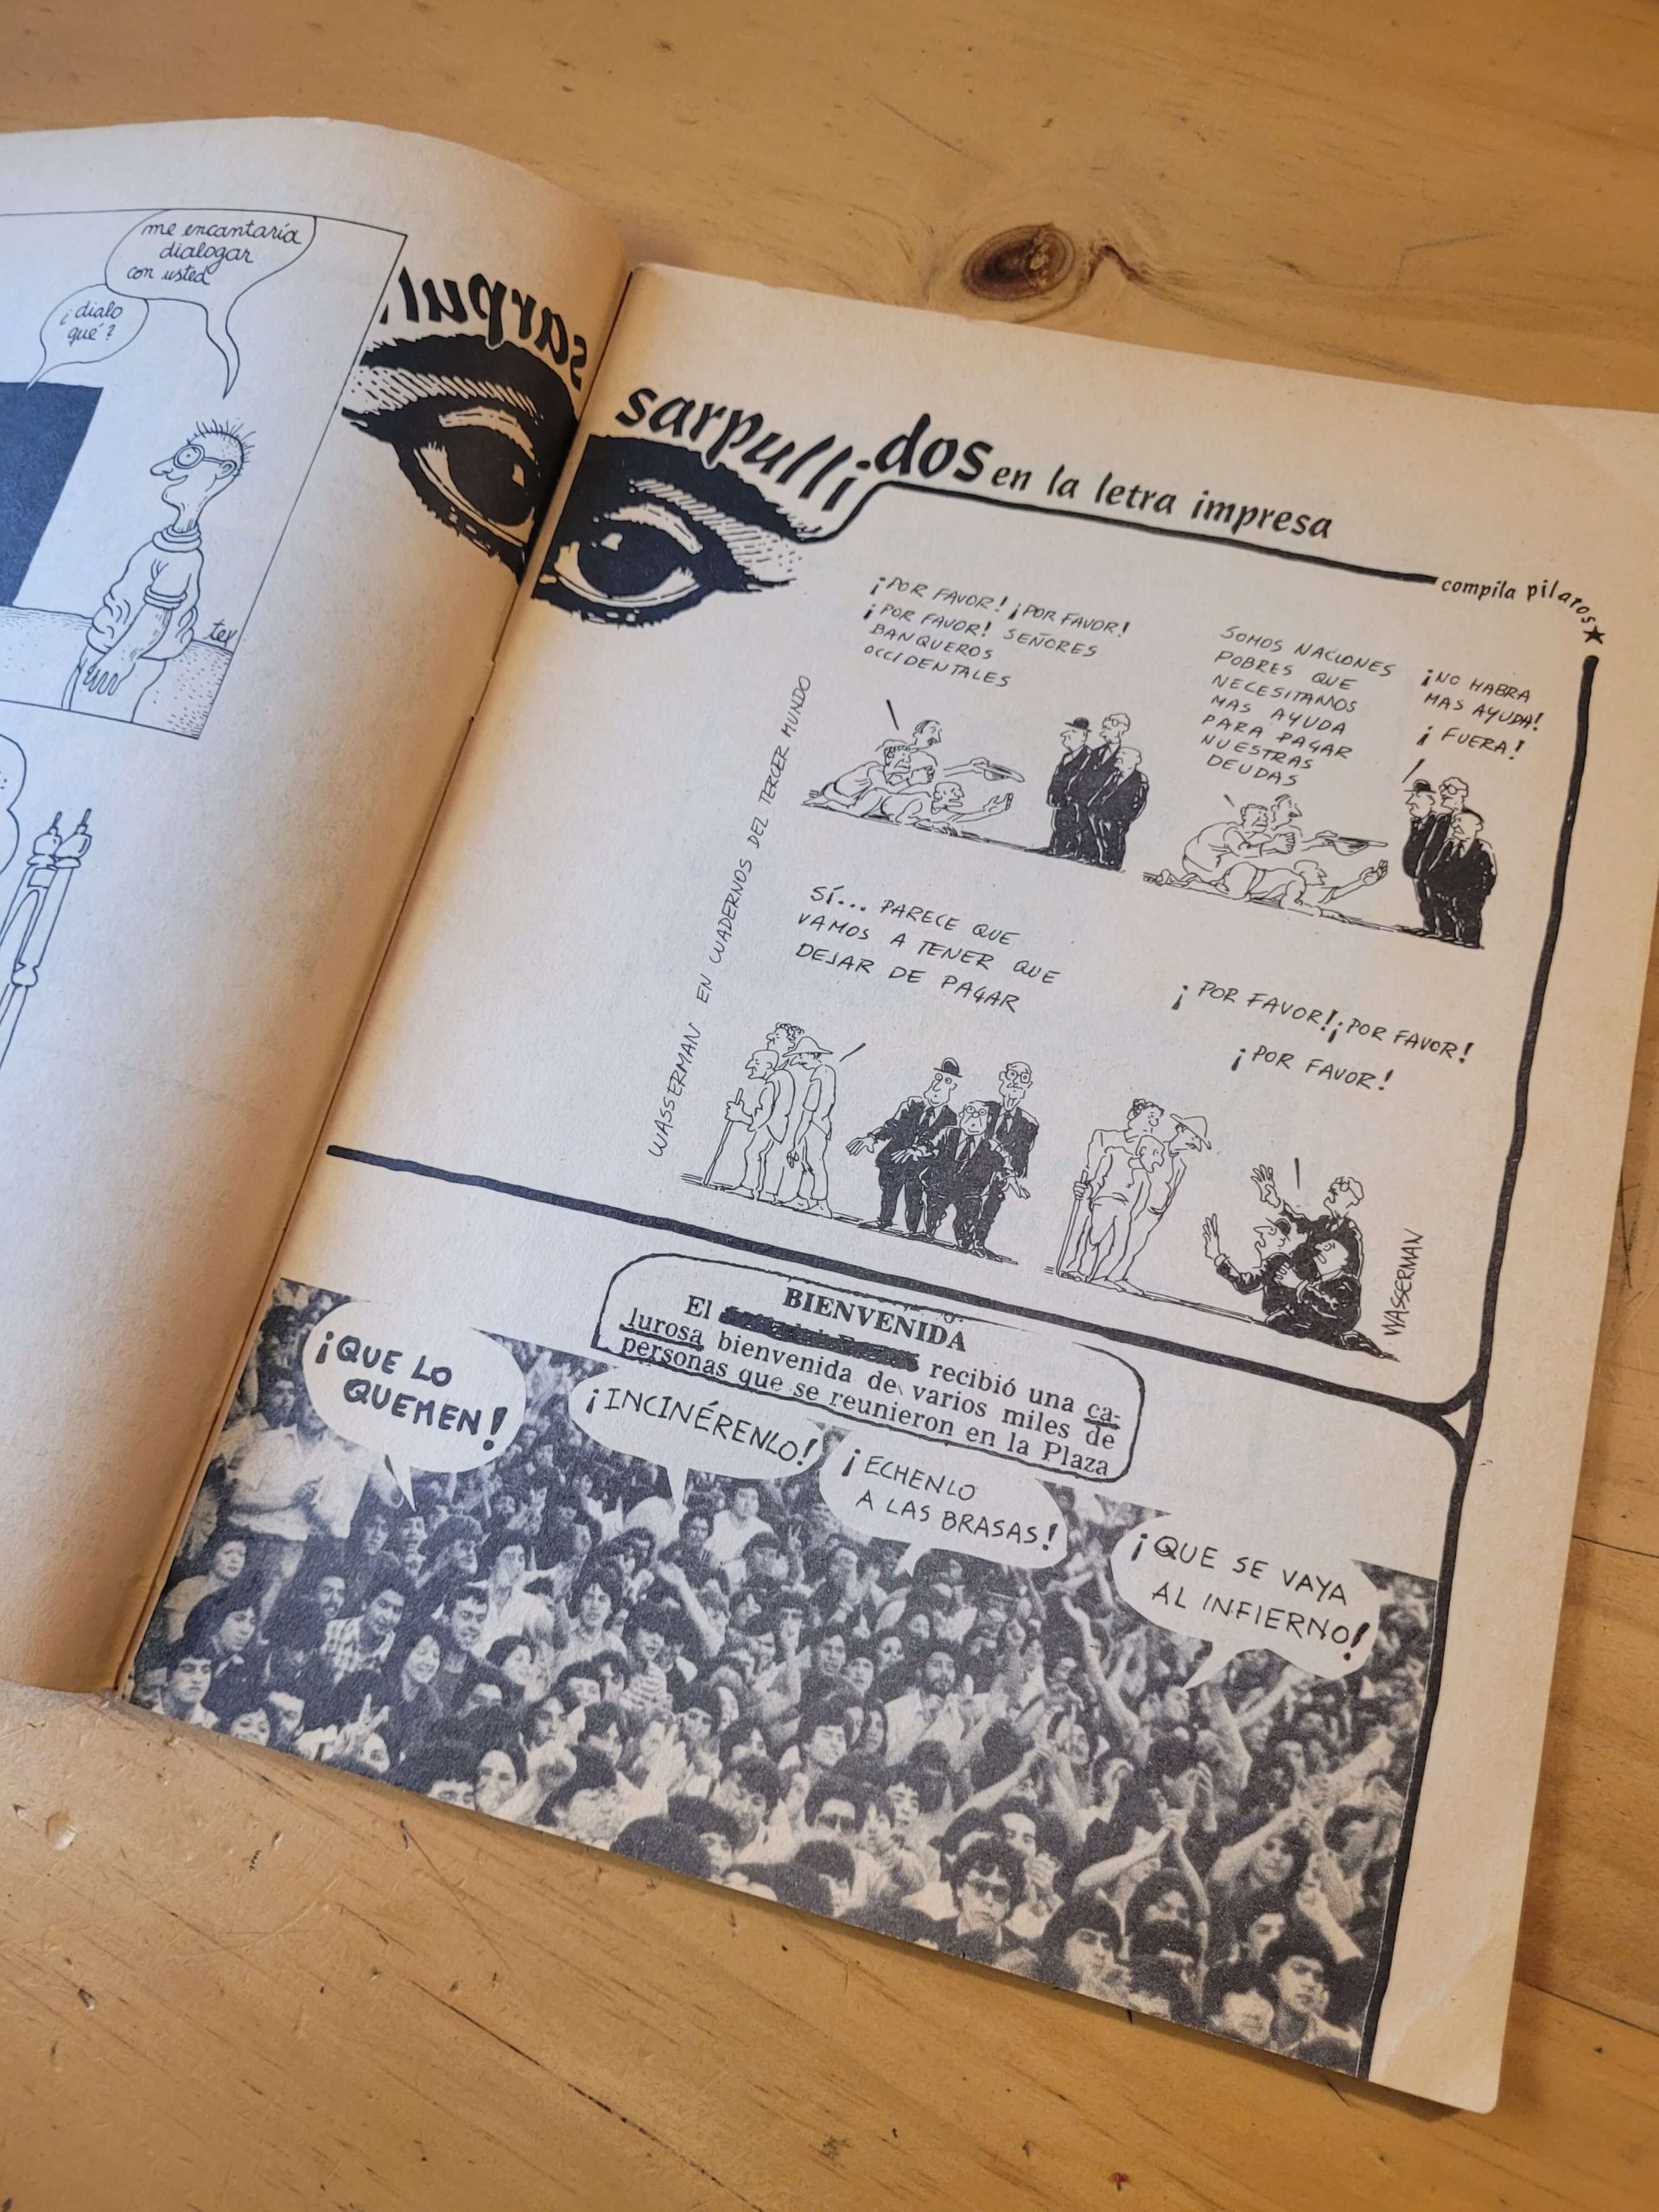 me encantaría
dialogar
con usted
¿dialo
qué?
tex
sarpulli
sarpullidos en la letra impresa
compila pilatos
¡POR FAVOR! ¡POR FAVOR!
¡POR FAVOR! SEÑORES
BANQUEROS
OCCIDENTALES
SOMOS NACIONES
POBRES QUE
NECESITAMOS
MAS AYUDA
PARA PAGAR
NUESTRAS
DEUDAS
¡NO HABRA
MAS AYUDA!
¡FUERA!
WASSERMAN EN CUADERNOS DEL TERCER MUNDO
SÍ... PARECE QUE
VAMOS A TENER QUE
DEJAR DE PAGAR
¡POR FAVOR! ¡POR FAVOR!
¡POR FAVOR!
WASSERMAN
BIENVENIDA
El recibió una ca-
lurosa bienvenida de varios miles de
personas que se reunieron en la Plaza
¡QUE LO
QUEMEN!
¡INCINÉRENLO!
¡ECHENLO
A LAS BRASAS!
¡QUE SE VAYA
AL INFIERNO!